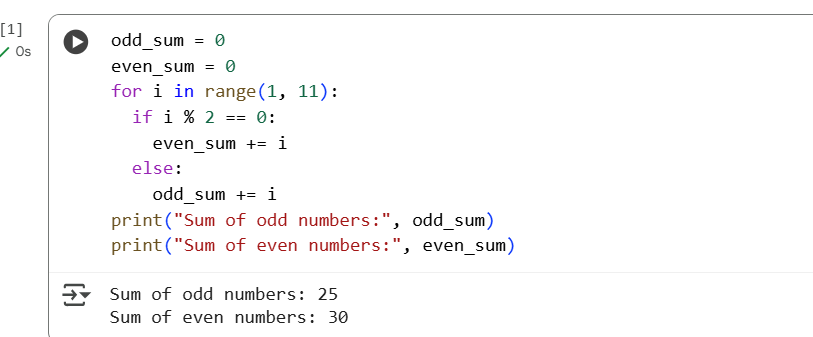 [1]
0s
odd_sum = 0
even_sum = 0
for i in range(1, 11):
  if i % 2 == 0:
    even_sum += i
  else:
    odd_sum += i
print("Sum of odd numbers:", odd_sum)
print("Sum of even numbers:", even_sum)
Sum of odd numbers: 25
Sum of even numbers: 30